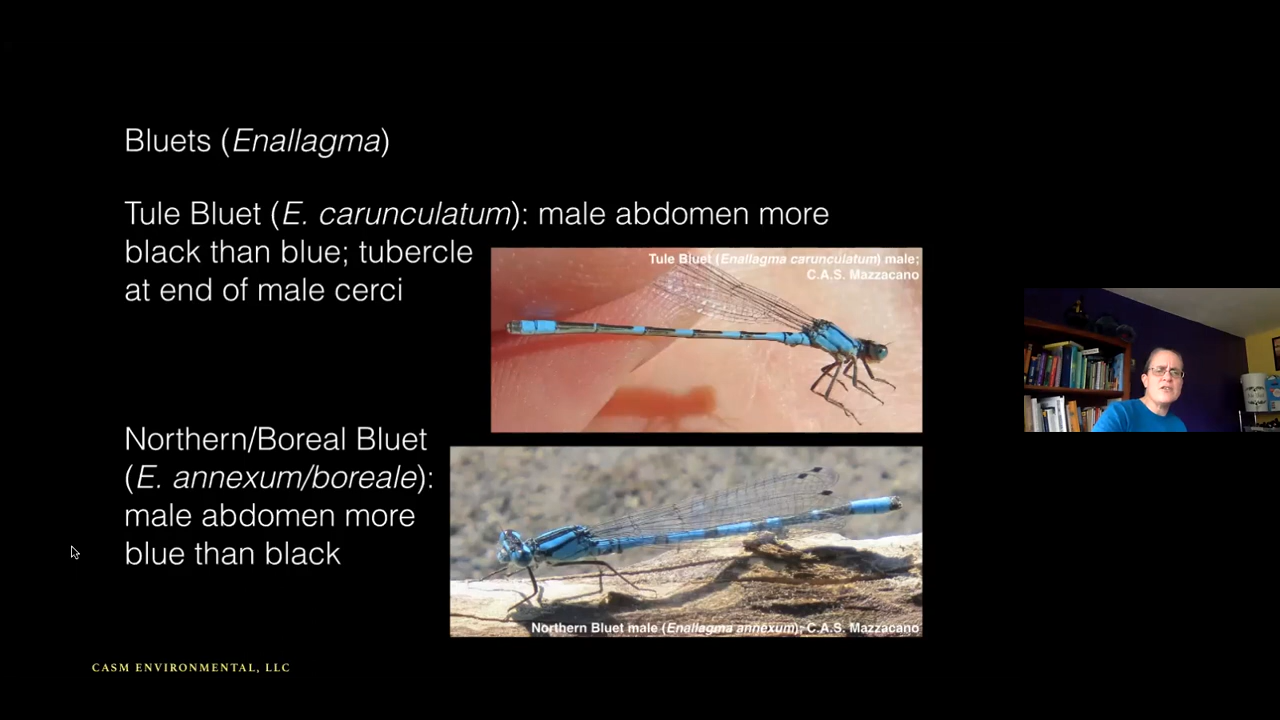 Bluets (Enallagma)
Tule Bluet (E. carunculatum): male abdomen more
black than blue; tubercle
at end of male cerci
Tule Bluet (Enallagma carunculatum) male;
C.A.S. Mazzacano
Northern/Boreal Bluet
(E. annexum/boreale):
male abdomen more
blue than black
Northern Bluet male (Enallagma annexum); C.A.S. Mazzacano
CASM ENVIRONMENTAL, LLC